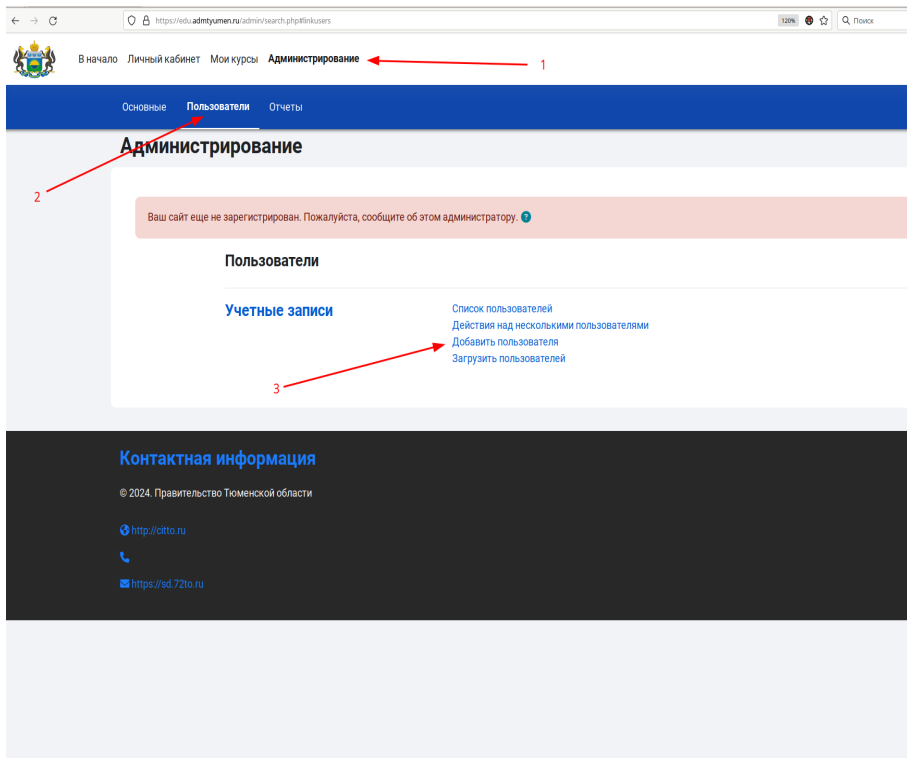 https://edu.admtyumen.ru/admin/search.php#linkusers
120%
Поиск
В начало Личный кабинет Мои курсы Администрирование
1
Основные Пользователи Отчеты
Администрирование
2
Ваш сайт еще не зарегистрирован. Пожалуйста, сообщите об этом администратору. ?
Пользователи
Учетные записи
Список пользователей
Действия над несколькими пользователями
Добавить пользователя
Загрузить пользователей
3
Контактная информация
© 2024. Правительство Тюменской области
http://citto.ru
https://sd.72to.ru